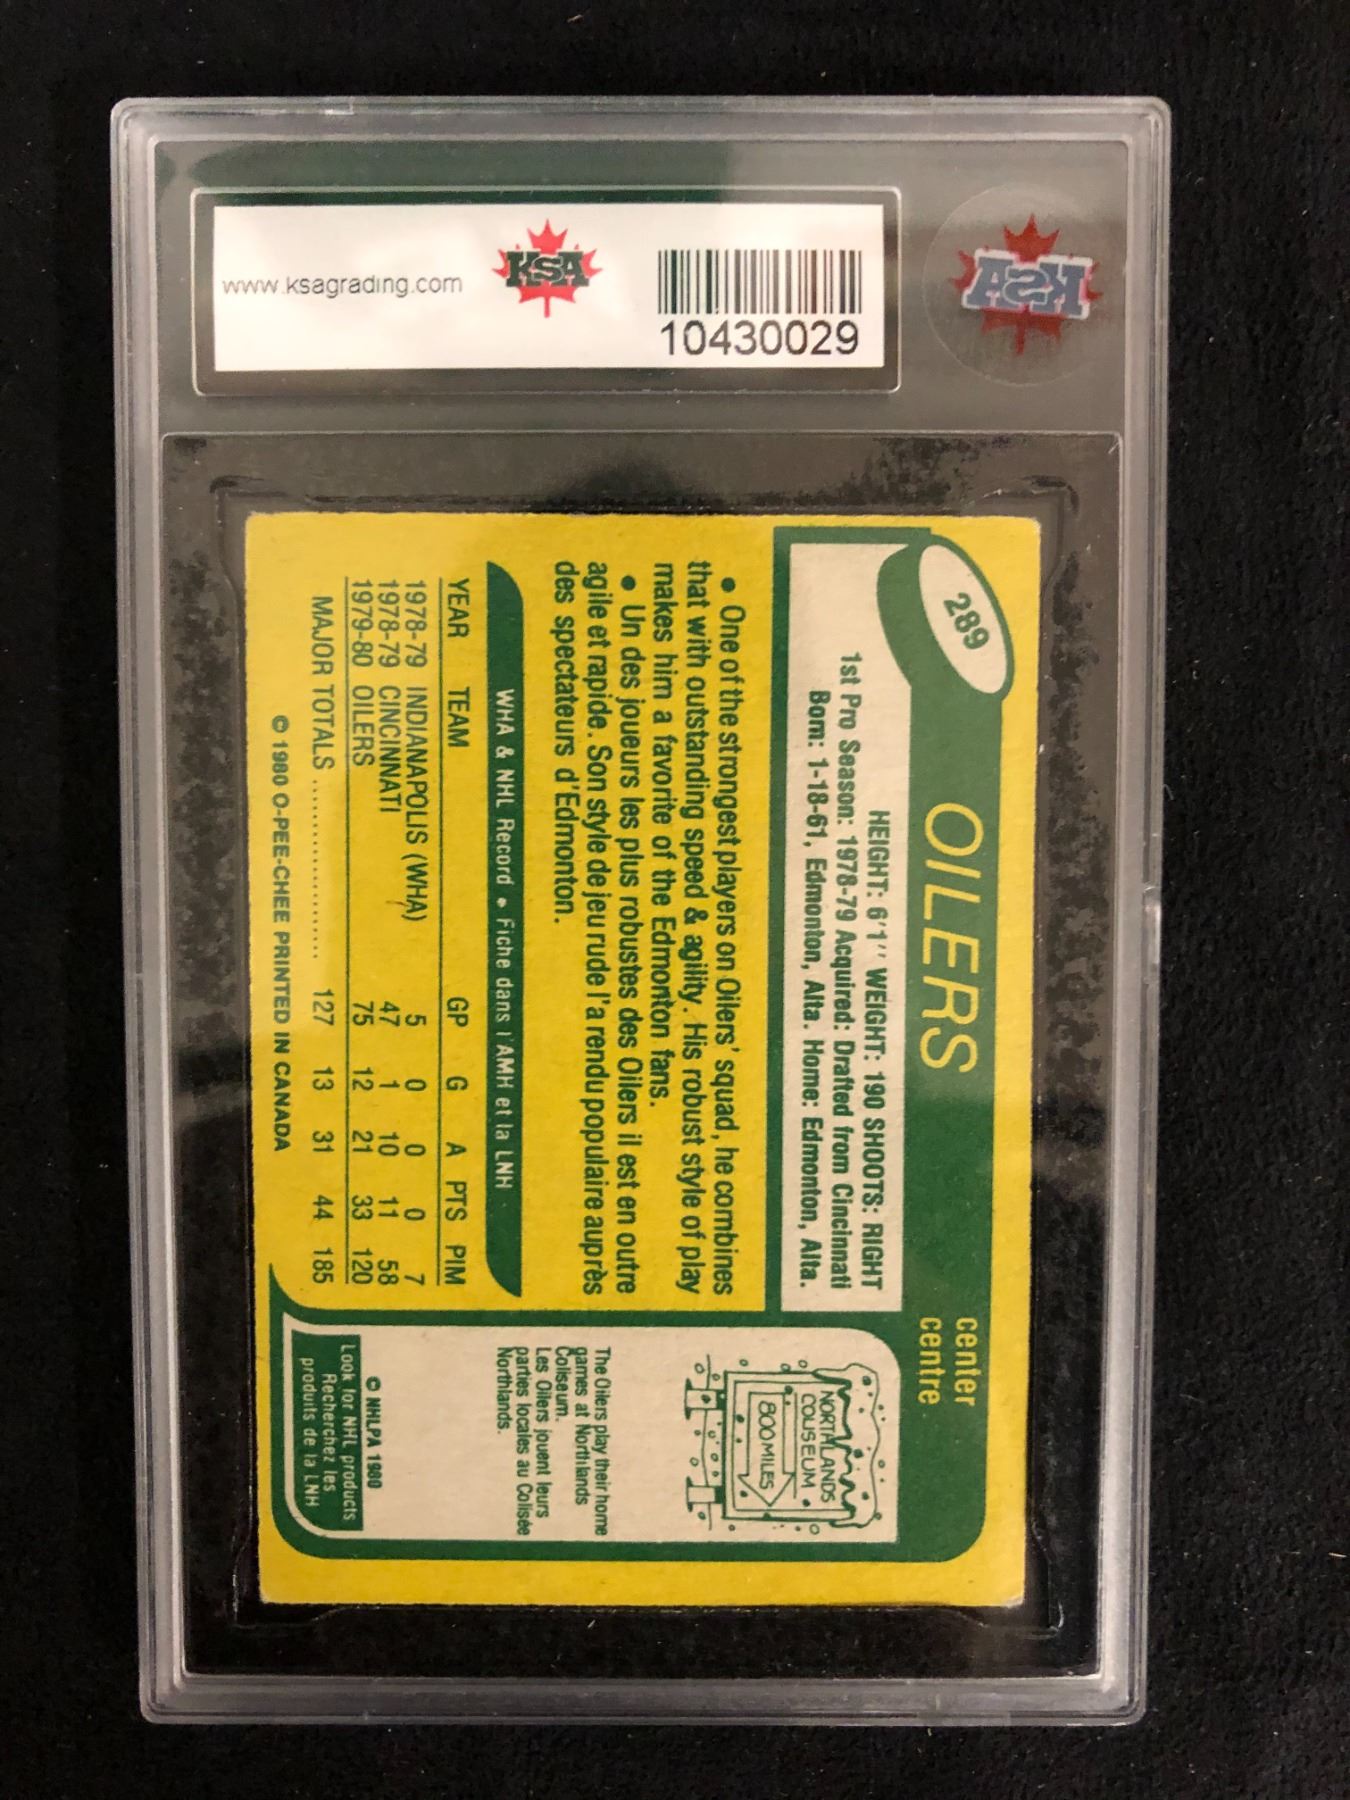 www.ksagrading.com
KSA
10430029
KSA
289
OILERS
center
centre
HEIGHT: 6'1'' WEIGHT: 190 SHOOTS: RIGHT
1st Pro Season: 1978-79 Acquired: Drafted from Cincinnati
Born: 1-18-61, Edmonton, Alta. Home: Edmonton, Alta.
• One of the strongest players on Oilers' squad, he combines
that with outstanding speed & agility. His robust style of play
makes him a favorite of the Edmonton fans.
• Un des joueurs les plus robustes des Oilers il est en outre
agile et rapide. Son style de jeu rude l'a rendu populaire auprès
des spectateurs d'Edmonton.
WHA & NHL Record • Fiche dans l'AMH et la LNH
YEAR TEAM GP G A PTS PIM
1978-79 INDIANAPOLIS (WHA) 5 0 0 0 7
1978-79 CINCINNATI 47 1 10 11 58
1979-80 OILERS 75 12 21 33 120
MAJOR TOTALS .................... 127 13 31 44 185
© 1980 O-PEE-CHEE PRINTED IN CANADA
NORTHLANDS
COLISEUM
800 MILES
The Oilers play their home
games at Northlands
Coliseum.
Les Oilers jouent leurs
parties locales au Colisée
Northlands.
© NHLPA 1980
Look for NHL products
Recherchez les
produits de la LNH